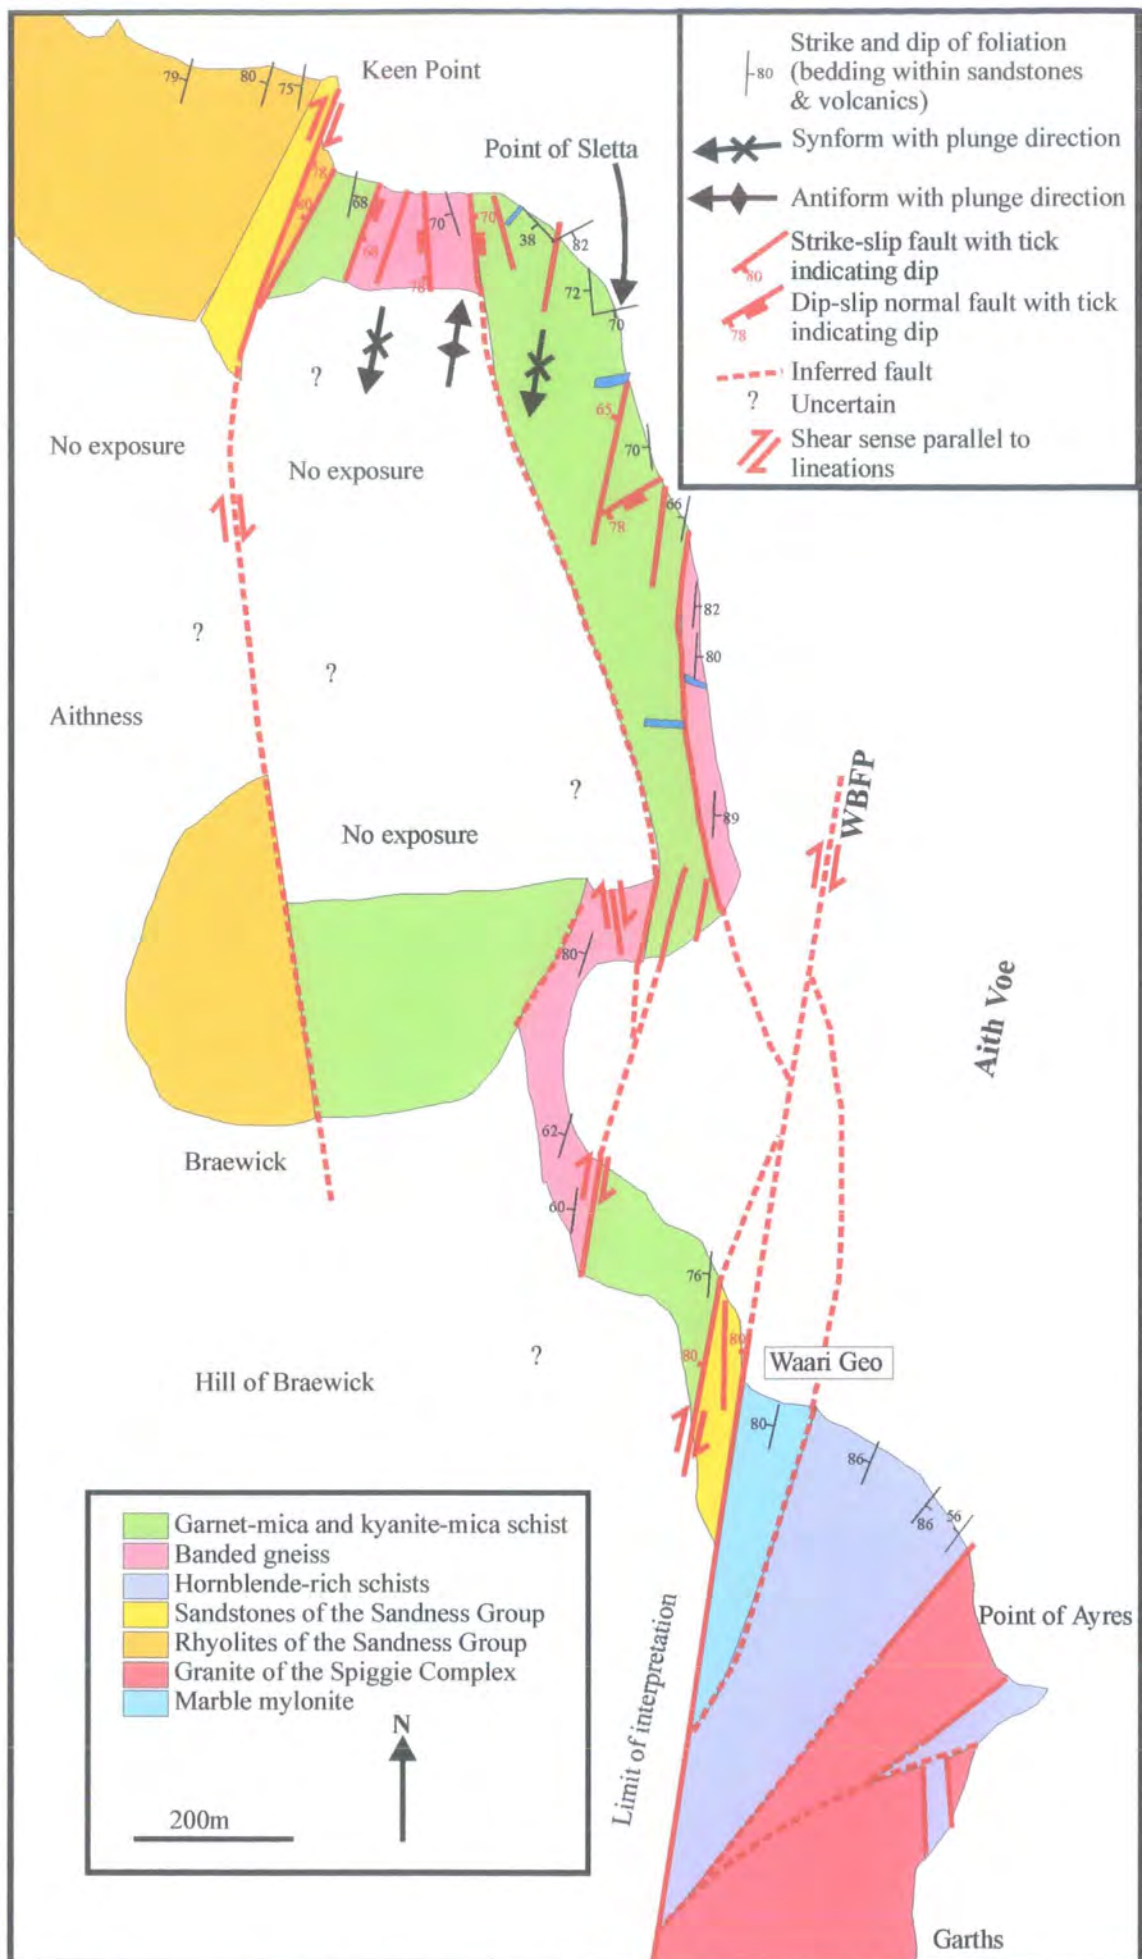 Keen Point
79
80
75
Point of Sletta
Strike and dip of foliation
80
(bedding within sandstones
& volcanics)
Synform with plunge direction
Antiform with plunge direction
Strike-slip fault with tick
indicating dip
80
Dip-slip normal fault with tick
indicating dip
78
Inferred fault
?
Uncertain
Shear sense parallel to
lineations
78
68
68
70
78
70
38
82
72
70
?
No exposure
No exposure
65
70
78
66
82
80
?
?
Aithness
?
WBFP
89
No exposure
80
Aith Voe
62
Braewick
60
76
?
Hill of Braewick
80
80
Waari Geo
80
86
86
56
Garnet-mica and kyanite-mica schist
Banded gneiss
Hornblende-rich schists
Sandstones of the Sandness Group
Rhyolites of the Sandness Group
Granite of the Spiggie Complex
Marble mylonite
N
200m
Limit of interpretation
Point of Ayres
Garths